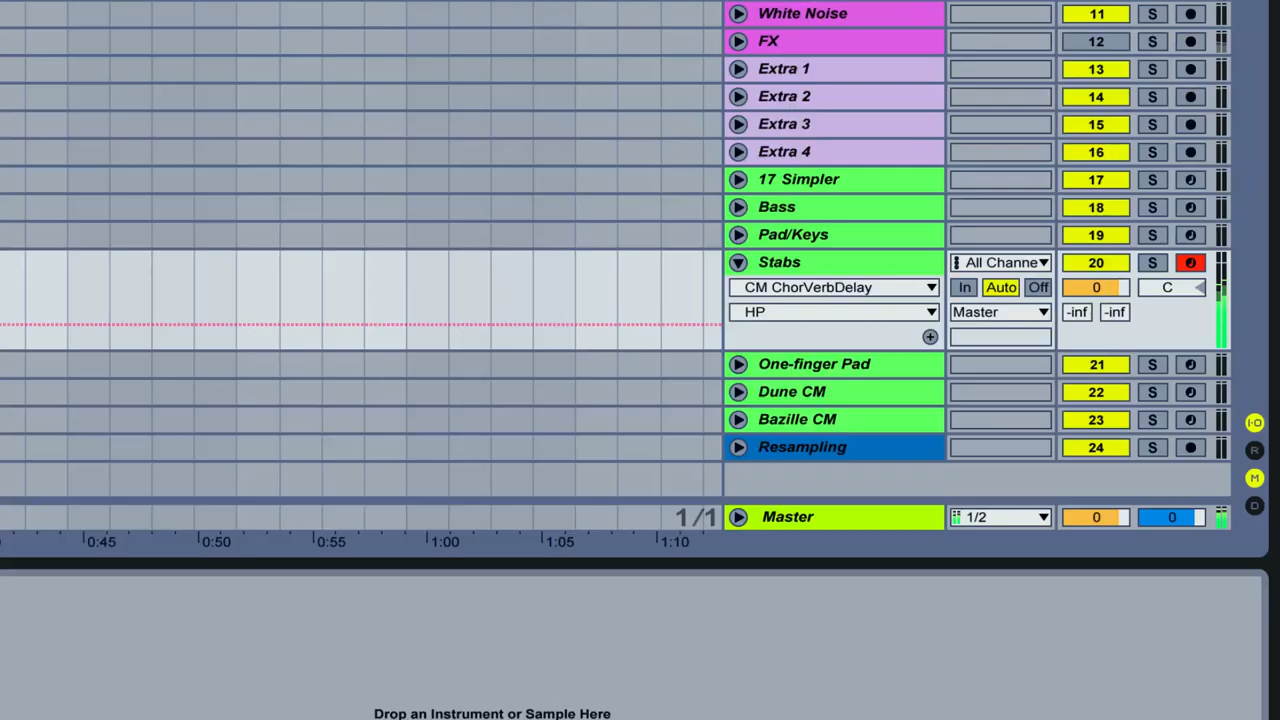 White Noise 11 S
FX 12 S
Extra 1 13 S
Extra 2 14 S
Extra 3 15 S
Extra 4 16 S
17 Simpler 17 S
Bass 18 S
Pad/Keys 19 S
Stabs All Channe 20 S
CM ChorVerbDelay In Auto Off 0 C
HP Master -inf -inf
One-finger Pad 21 S
Dune CM 22 S
Bazille CM 23 S
I·O
Resampling 24 S
R
M
D
1/1 Master 1/2 0 0
0:45 0:50 0:55 1:00 1:05 1:10
Drop an Instrument or Sample Here